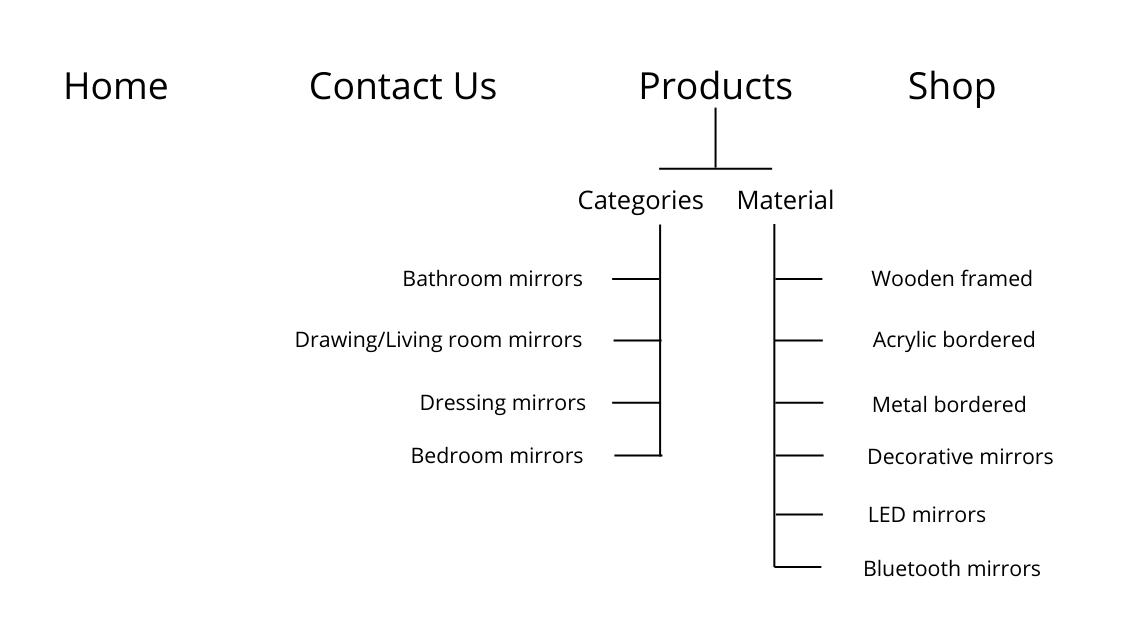 Home
Contact Us
Products
Shop
Categories
Material
Bathroom mirrors
Drawing/Living room mirrors
Dressing mirrors
Bedroom mirrors
Wooden framed
Acrylic bordered
Metal bordered
Decorative mirrors
LED mirrors
Bluetooth mirrors